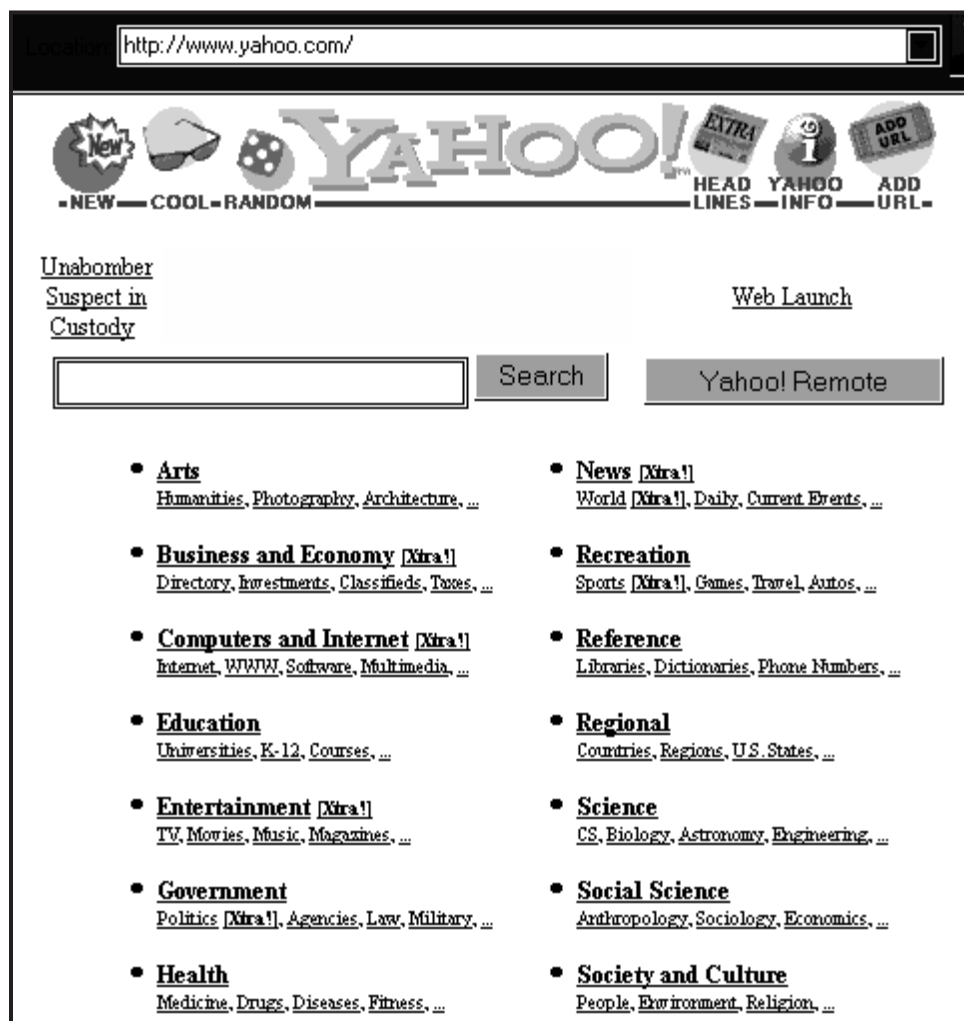 Location: http://www.yahoo.com/
New
YAHOO!
EXTRA
i
ADD URL
NEW COOL RANDOM HEAD LINES YAHOO INFO ADD URL
Unabomber
Suspect in
Custody
Web Launch
Search
Yahoo! Remote
Arts
Humanities, Photography, Architecture, ...
Business and Economy [Xtra!]
Directory, Investments, Classifieds, Taxes, ...
Computers and Internet [Xtra!]
Internet, WWW, Software, Multimedia, ...
Education
Universities, K-12, Courses, ...
Entertainment [Xtra!]
TV, Movies, Music, Magazines, ...
Government
Politics [Xtra!], Agencies, Law, Military, ...
Health
Medicine, Drugs, Diseases, Fitness, ...
News [Xtra!]
World [Xtra!], Daily, Current Events, ...
Recreation
Sports [Xtra!], Games, Travel, Autos, ...
Reference
Libraries, Dictionaries, Phone Numbers, ...
Regional
Countries, Regions, U.S. States, ...
Science
CS, Biology, Astronomy, Engineering, ...
Social Science
Anthropology, Sociology, Economics, ...
Society and Culture
People, Environment, Religion, ...